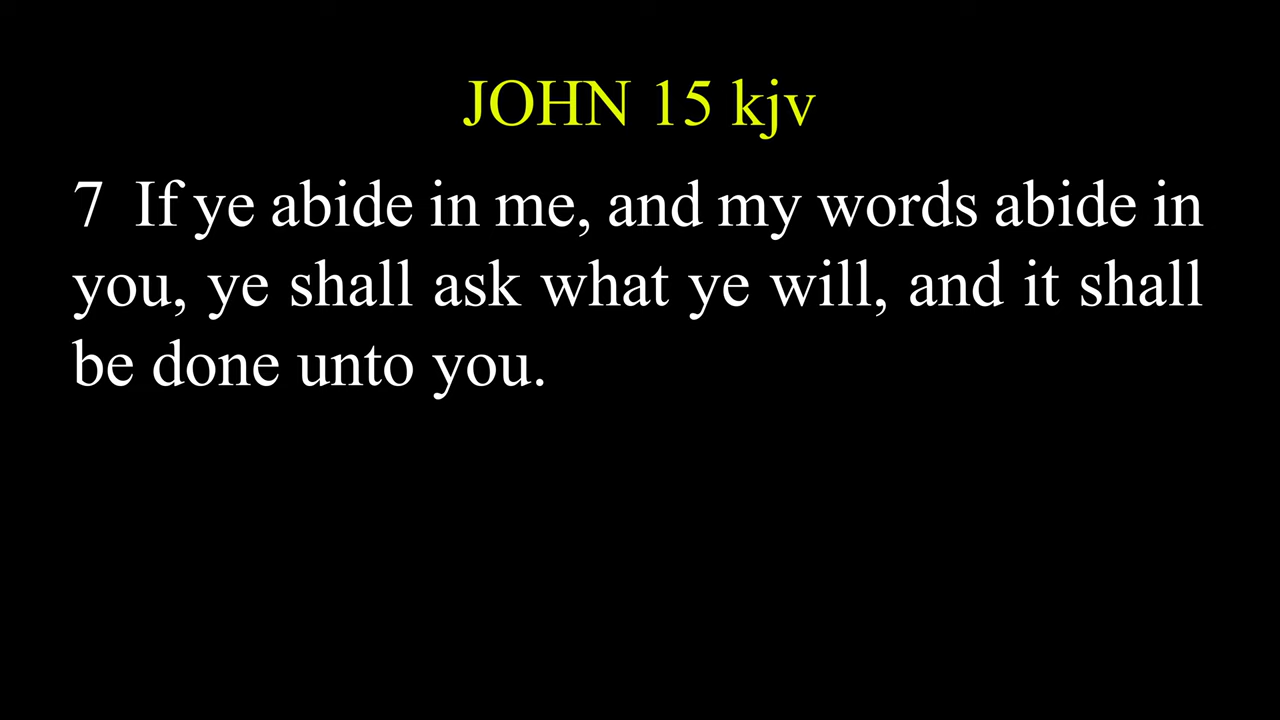 JOHN 15 kjv
7 If ye abide in me, and my words abide in
you, ye shall ask what ye will, and it shall
be done unto you.